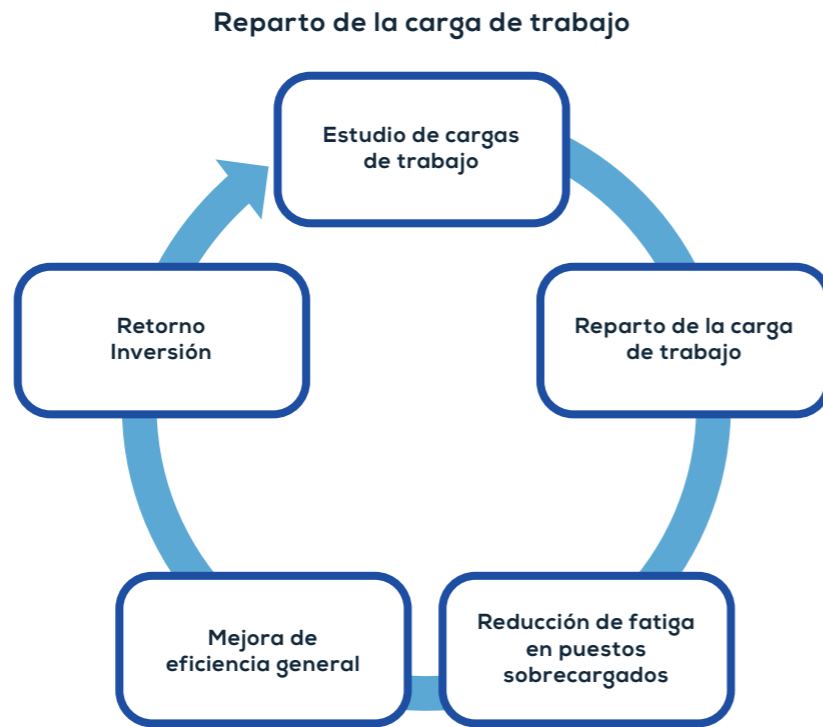 Reparto de la carga de trabajo
Estudio de cargas
de trabajo
Reparto de la carga
de trabajo
Reducción de fatiga
en puestos
sobrecargados
Mejora de
eficiencia general
Retorno
Inversión